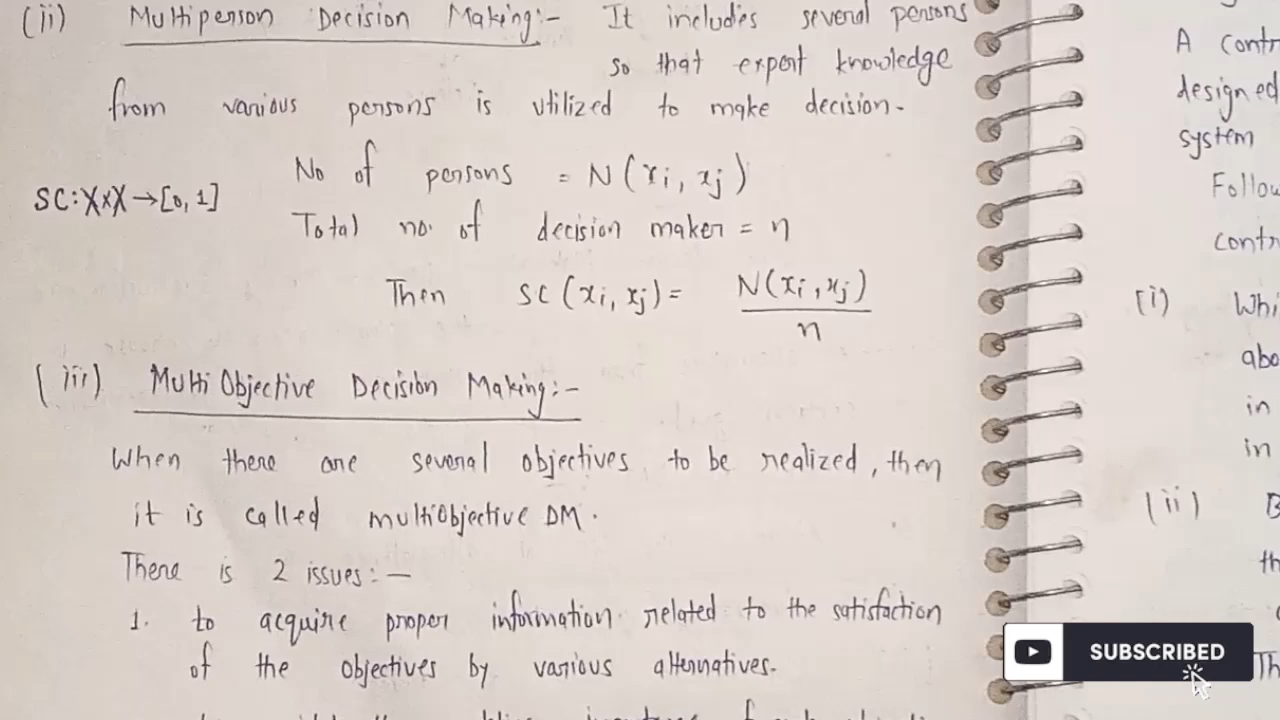 (ii) Multiperson Decision Making:- It includes several persons
so that expert knowledge
from various persons is utilized to make decision.
No of persons = N(xi, xj)
SC: X×X → [0, 1]
Total no. of decision maker = n
Then SC(xi, xj) = N(xi, xj)
n
(iii) Multi Objective Decision Making:-
When there are several objectives to be realized, then
it is called multiobjective DM.
There is 2 issues:—
1. to acquire proper information related to the satisfaction
of the objectives by various alternatives.
A contr
designed
system
Follow
contr
(i) Whi
abo
in
in
(ii) B
th
Th
SUBSCRIBED